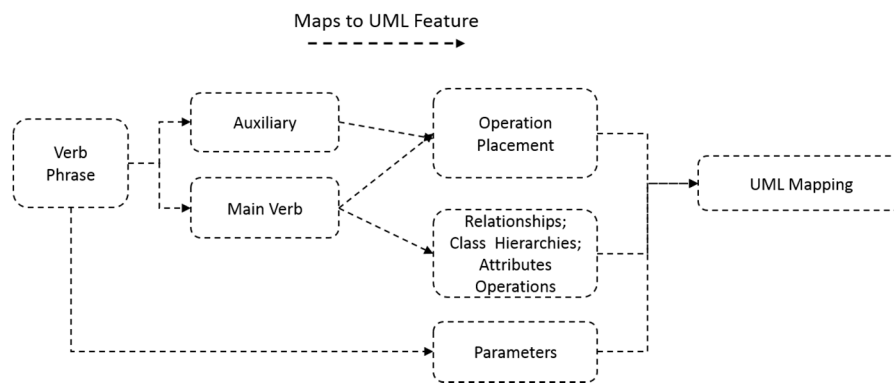 Maps to UML Feature
Verb
Phrase
Auxiliary
Main Verb
Operation
Placement
Relationships;
Class Hierarchies;
Attributes
Operations
Parameters
UML Mapping